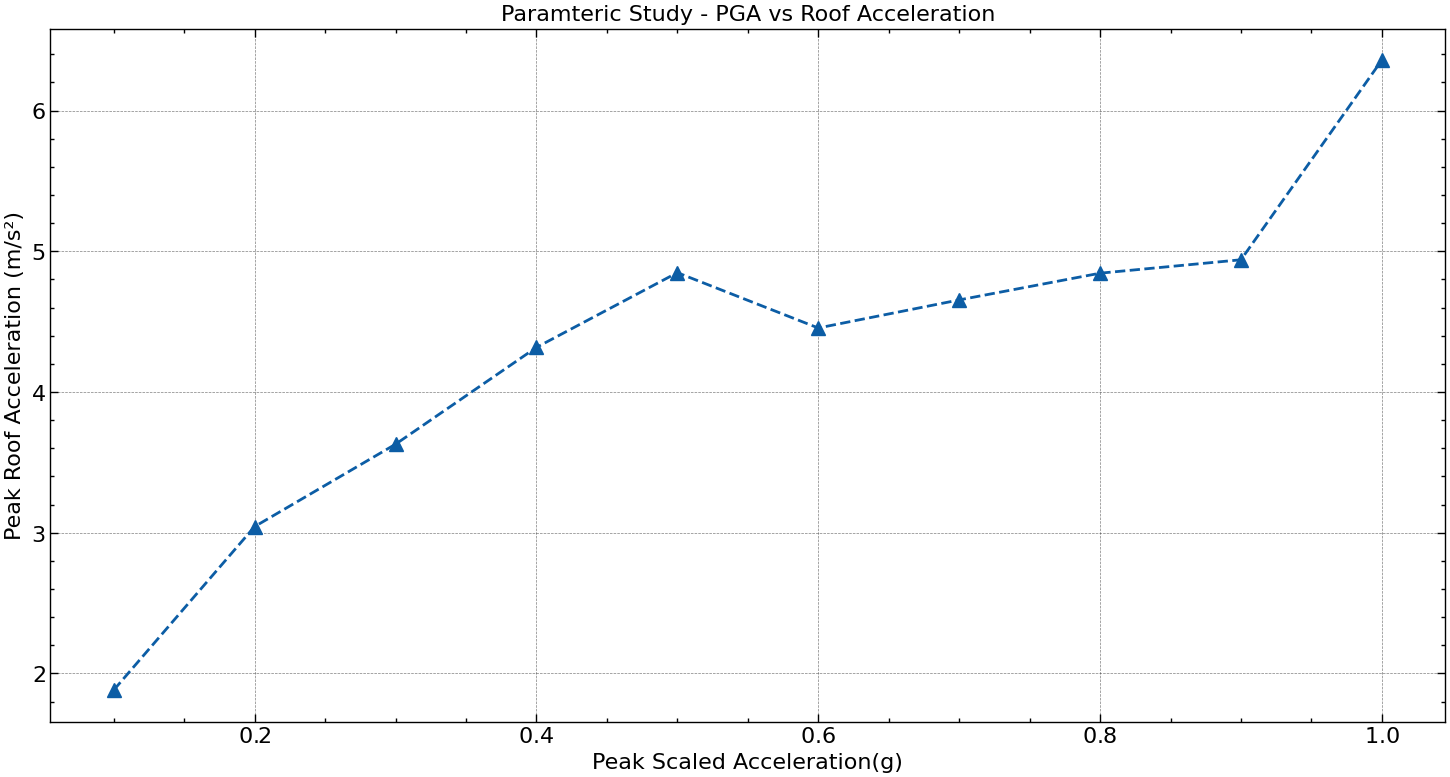 Paramteric Study - PGA vs Roof Acceleration
Peak Roof Acceleration (m/s²)
6
5
4
3
2
0.2 0.4 0.6 0.8 1.0
Peak Scaled Acceleration(g)